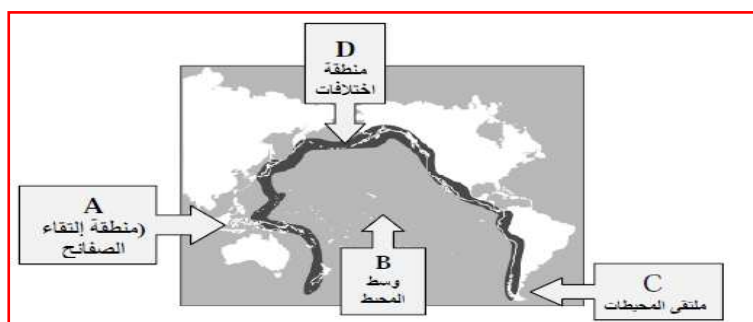 D
منطقة
اختلافات
A
(منطقة إلتقاء
الصفائح
B
وسط
المحيط
C
ملتقى المحيطات